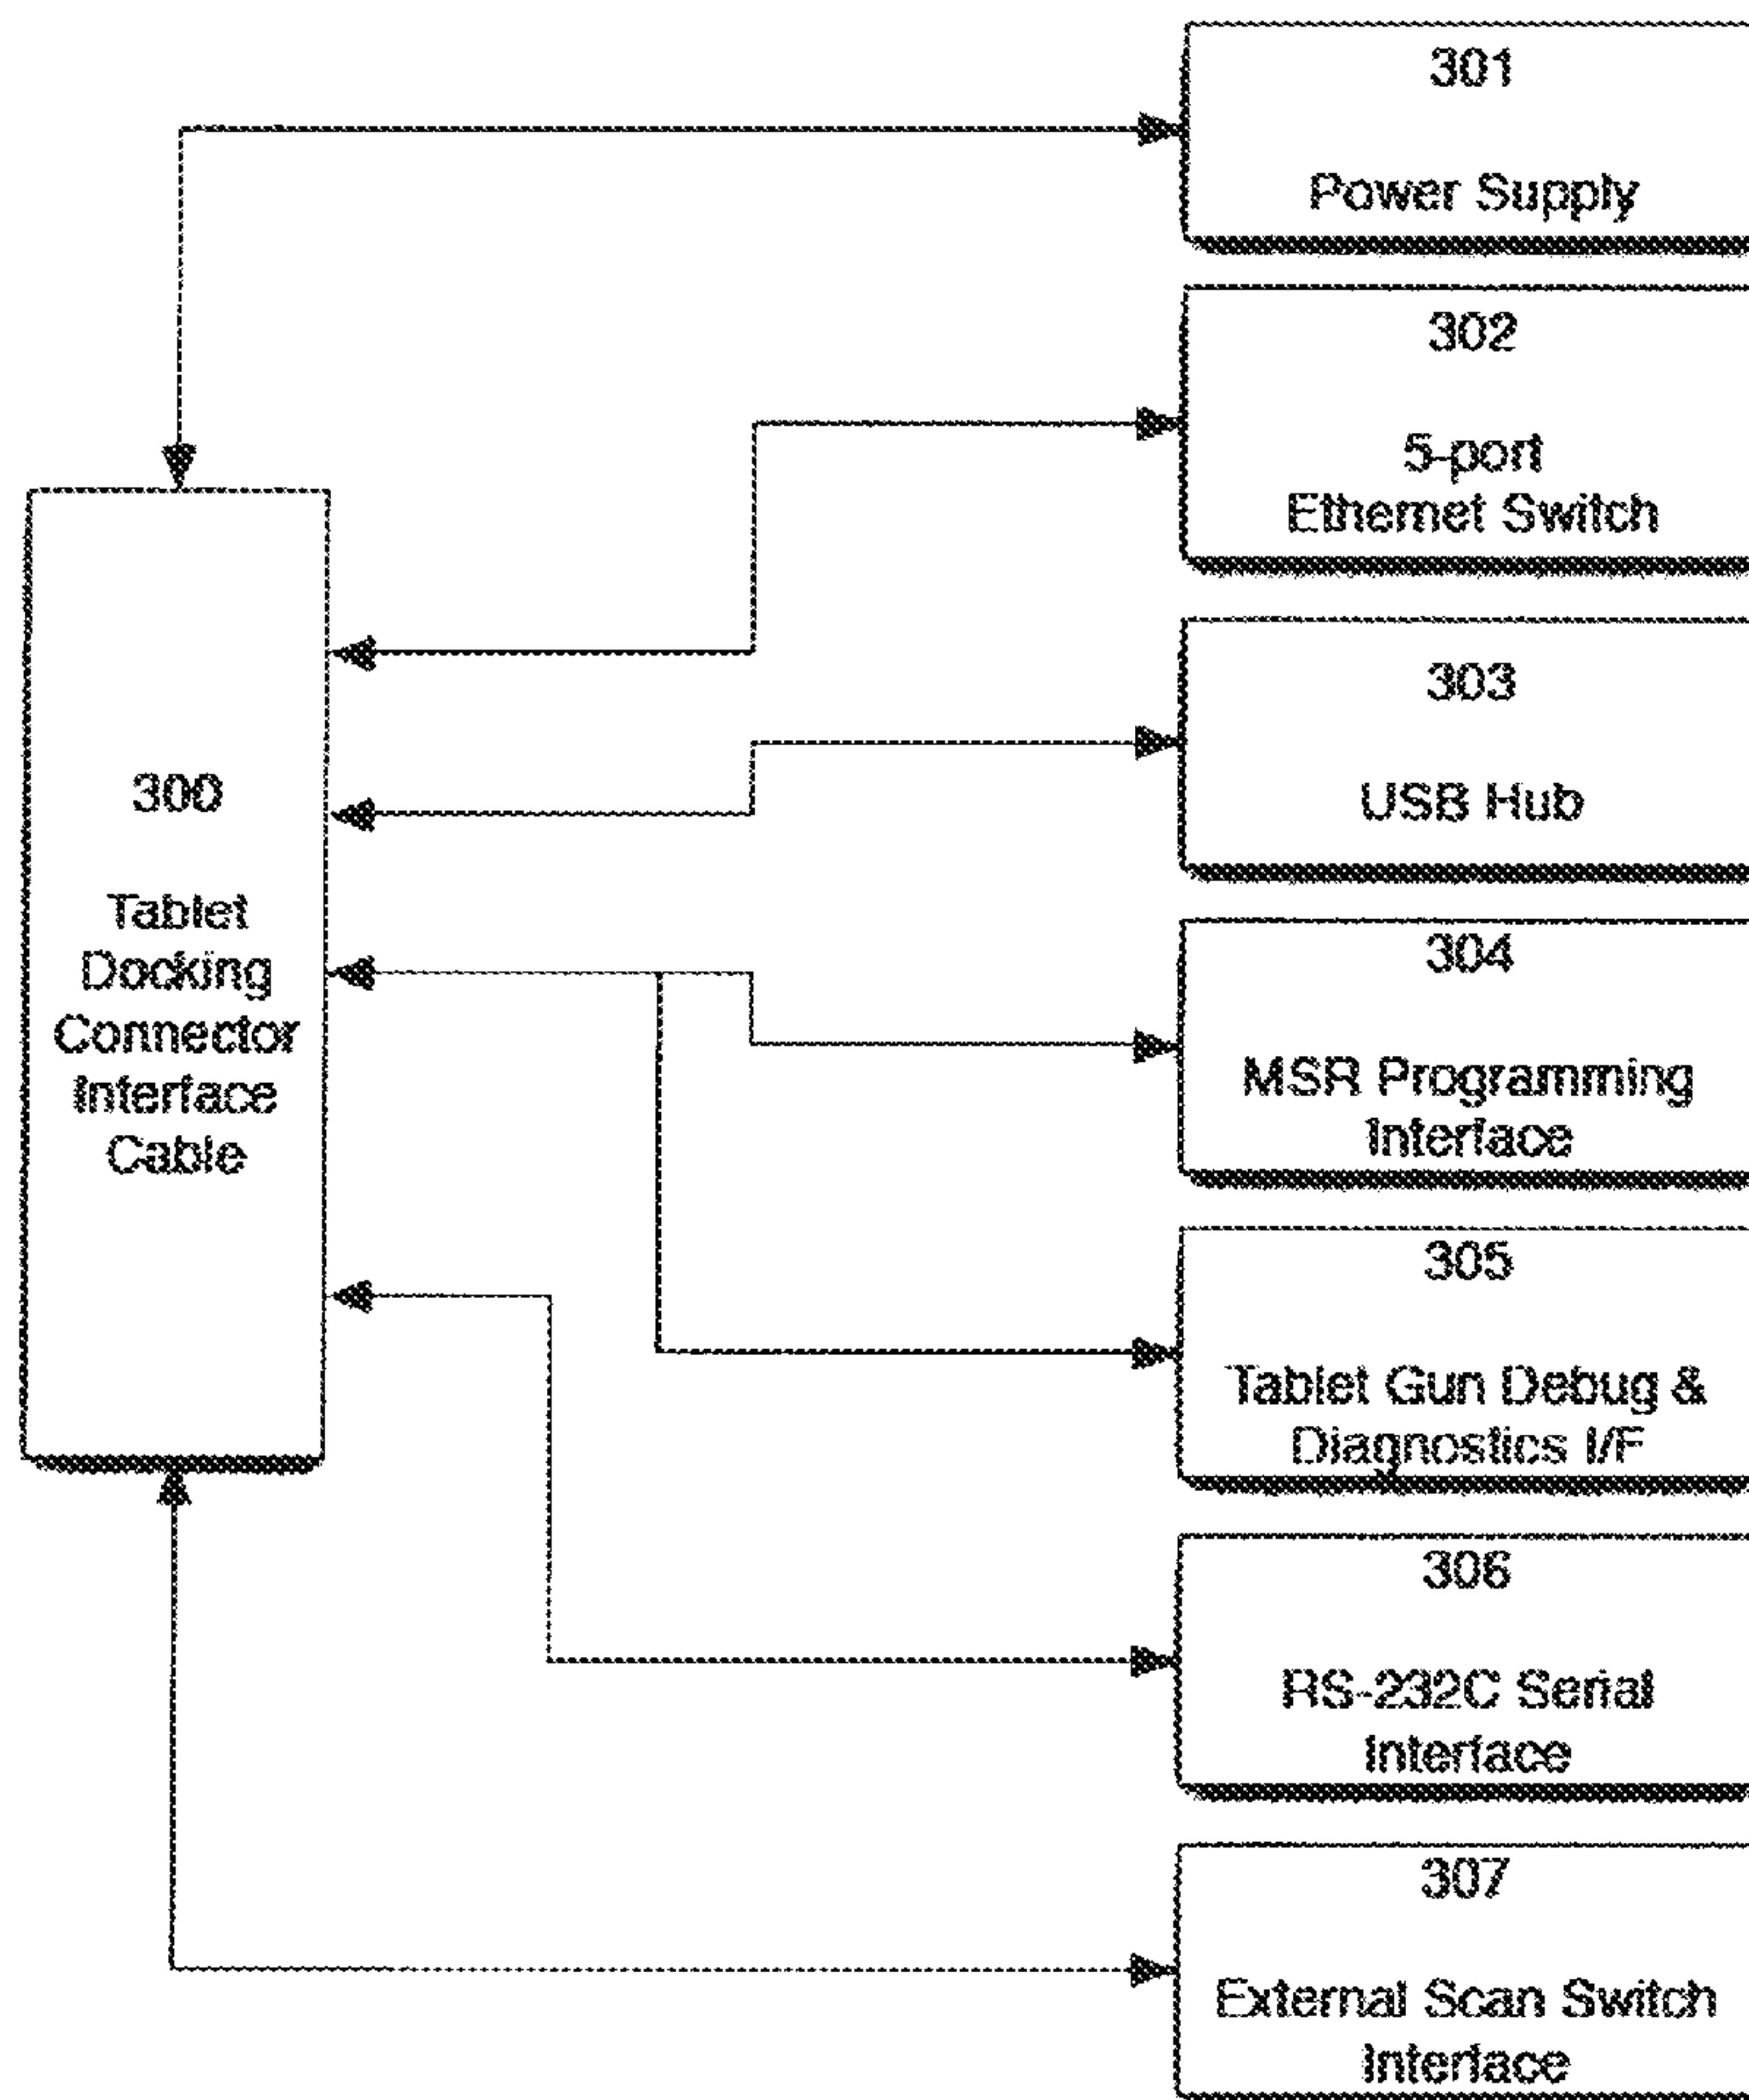 301
Power Supply
302
5-port
Ethernet Switch
303
USB Hub
300
Tablet
Docking
Connector
Interface
Cable
304
MSR Programming
Interface
305
Tablet Gun Debug &
Diagnostics I/F
306
RS-232C Serial
Interface
307
External Scan Switch
Interface